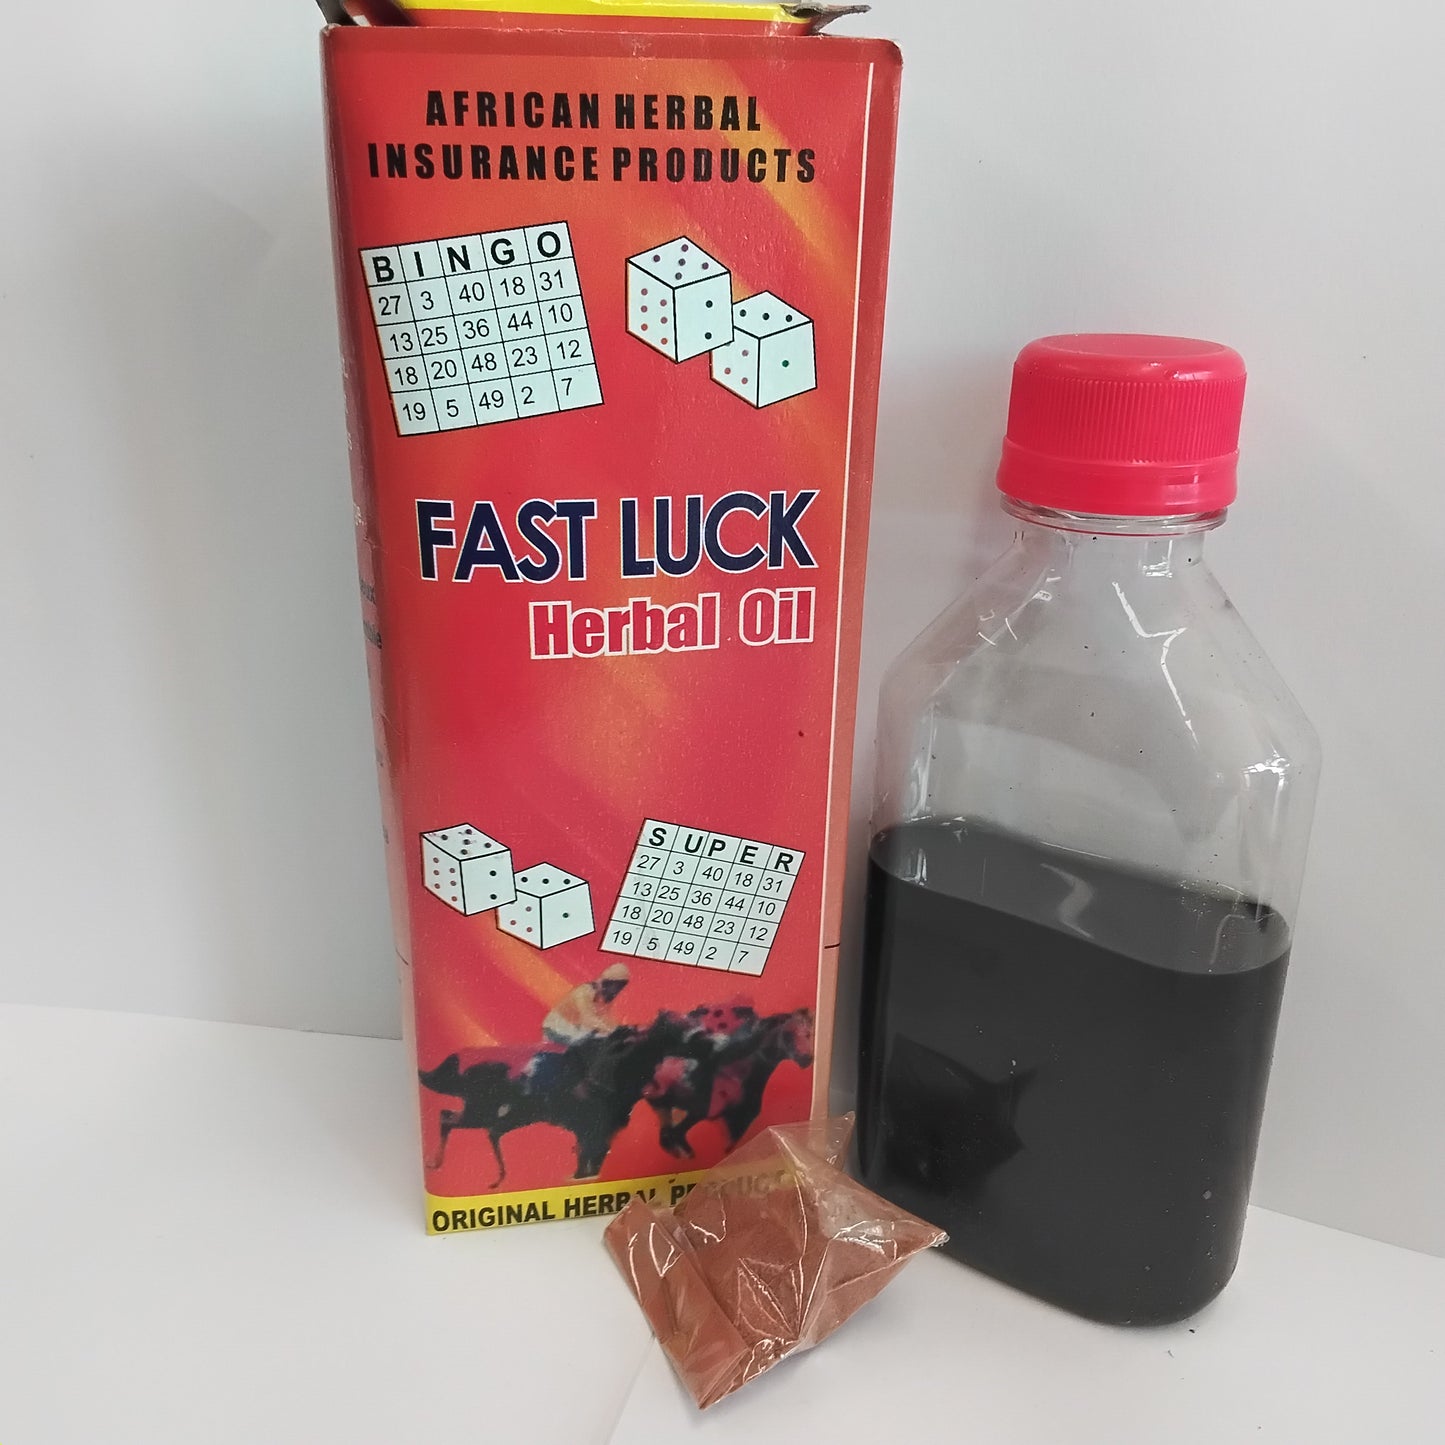 AFRICAN HERBAL
INSURANCE PRODUCTS
B I N G O
27 3 40 18 31
13 25 36 44 10
18 20 48 23 12
19 5 49 2 7
FAST LUCK
Herbal Oil
S U P E R
27 3 40 18 31
13 25 36 44 10
18 20 48 23 12
19 5 49 2 7
ORIGINAL HERBAL PRODUCT